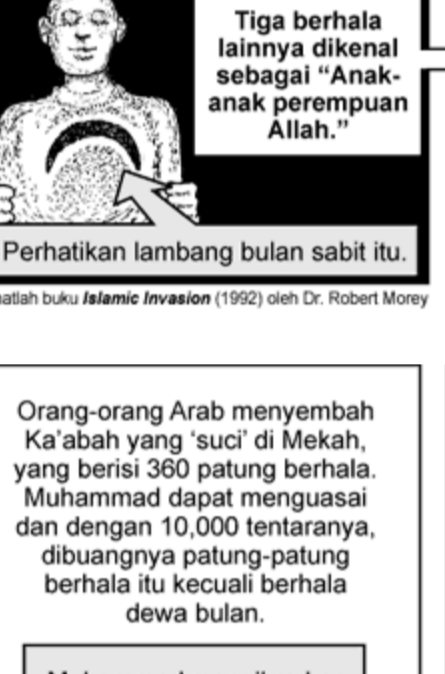 Tiga berhala
lainnya dikenal
sebagai “Anak-
anak perempuan
Allah.”
Perhatikan lambang bulan sabit itu.
buku Islamic Invasion (1992) oleh Dr. Robert Morey
Orang-orang Arab menyembah
Ka’abah yang ‘suci’ di Mekah,
yang berisi 360 patung berhala.
Muhammad dapat menguasai
dan dengan 10,000 tentaranya,
dibuangnya patung-patung
berhala itu kecuali berhala
dewa bulan.